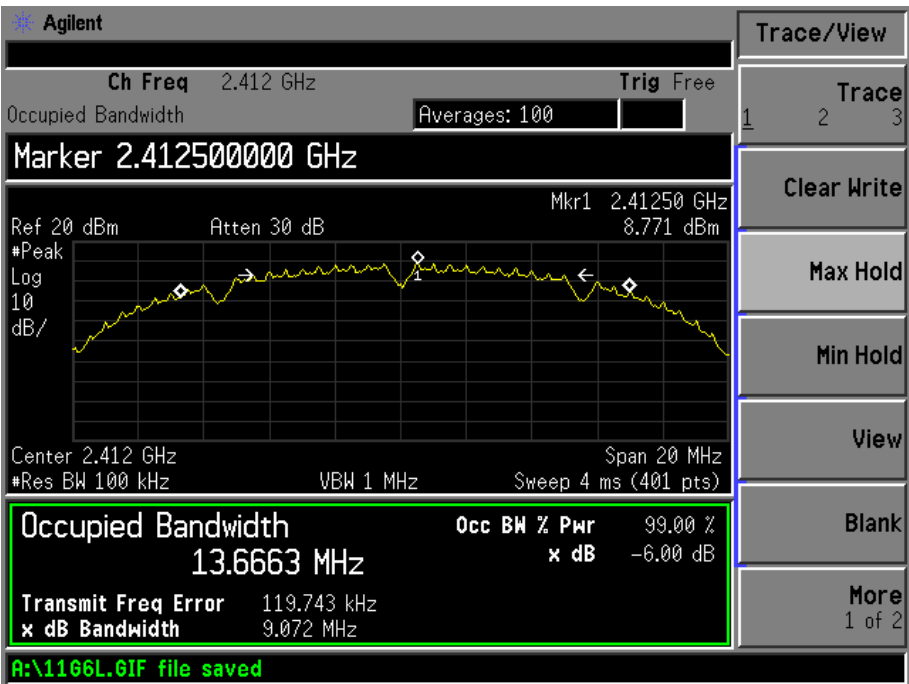 Agilent
Trace/View
Ch Freq 2.412 GHz Trig Free
Occupied Bandwidth Averages: 100
Trace
1 2 3
Marker 2.412500000 GHz
Clear Write
Mkr1 2.41250 GHz
Ref 20 dBm Atten 30 dB 8.771 dBm
#Peak
Log
10
dB/
1
Max Hold
Min Hold
View
Center 2.412 GHz Span 20 MHz
#Res BW 100 kHz VBW 1 MHz Sweep 4 ms (401 pts)
Occupied Bandwidth Occ BW % Pwr 99.00 %
13.6663 MHz x dB -6.00 dB
Blank
Transmit Freq Error 119.743 kHz
x dB Bandwidth 9.072 MHz
More
1 of 2
A:\11G6L.GIF file saved